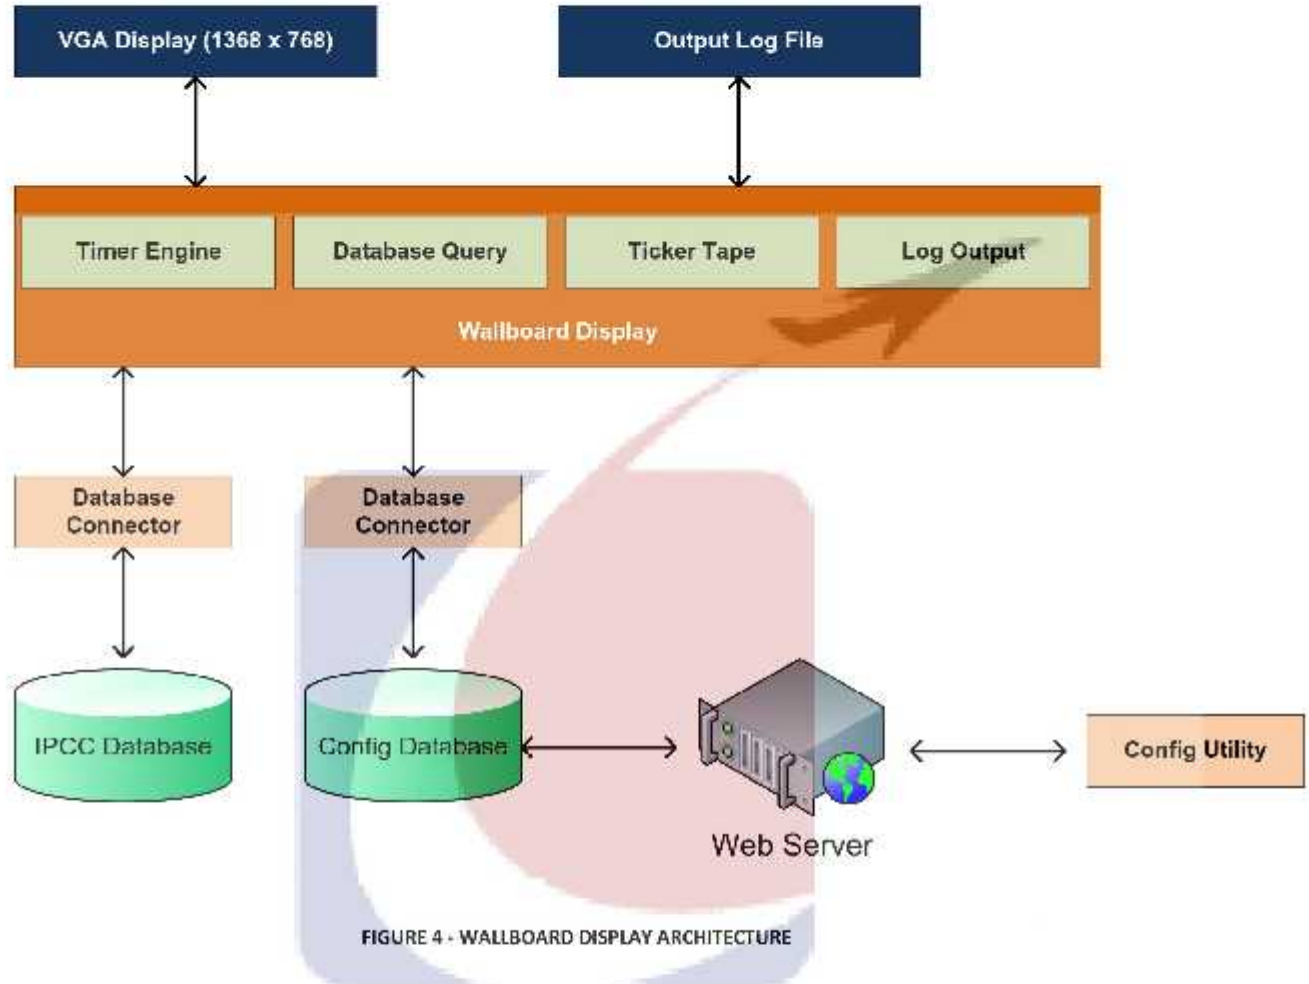 VGA Display (1368 x 768)
Output Log File
Timer Engine
Database Query
Ticker Tape
Log Output
Wallboard Display
Database
Connector
Database
Connector
IPCC Database
Config Database
Config Utility
Web Server
FIGURE 4 - WALLBOARD DISPLAY ARCHITECTURE